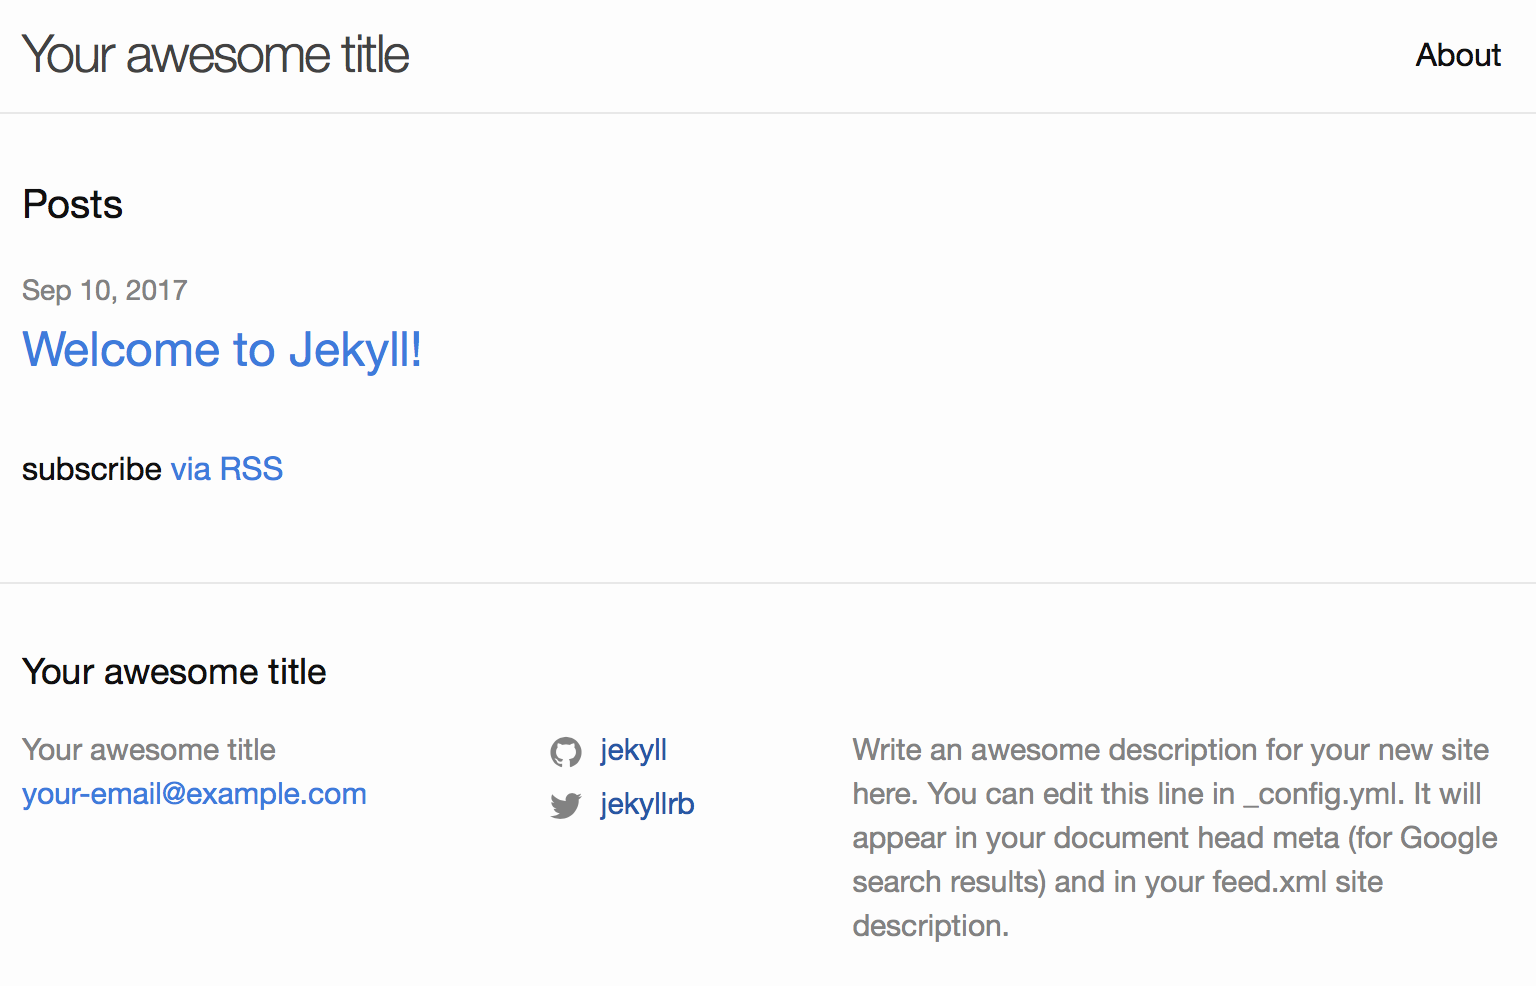 Your awesome title
About
Posts
Sep 10, 2017
Welcome to Jekyll!
subscribe via RSS
Your awesome title
Your awesome title
your-email@example.com
jekyll
jekyllrb
Write an awesome description for your new site
here. You can edit this line in _config.yml. It will
appear in your document head meta (for Google
search results) and in your feed.xml site
description.